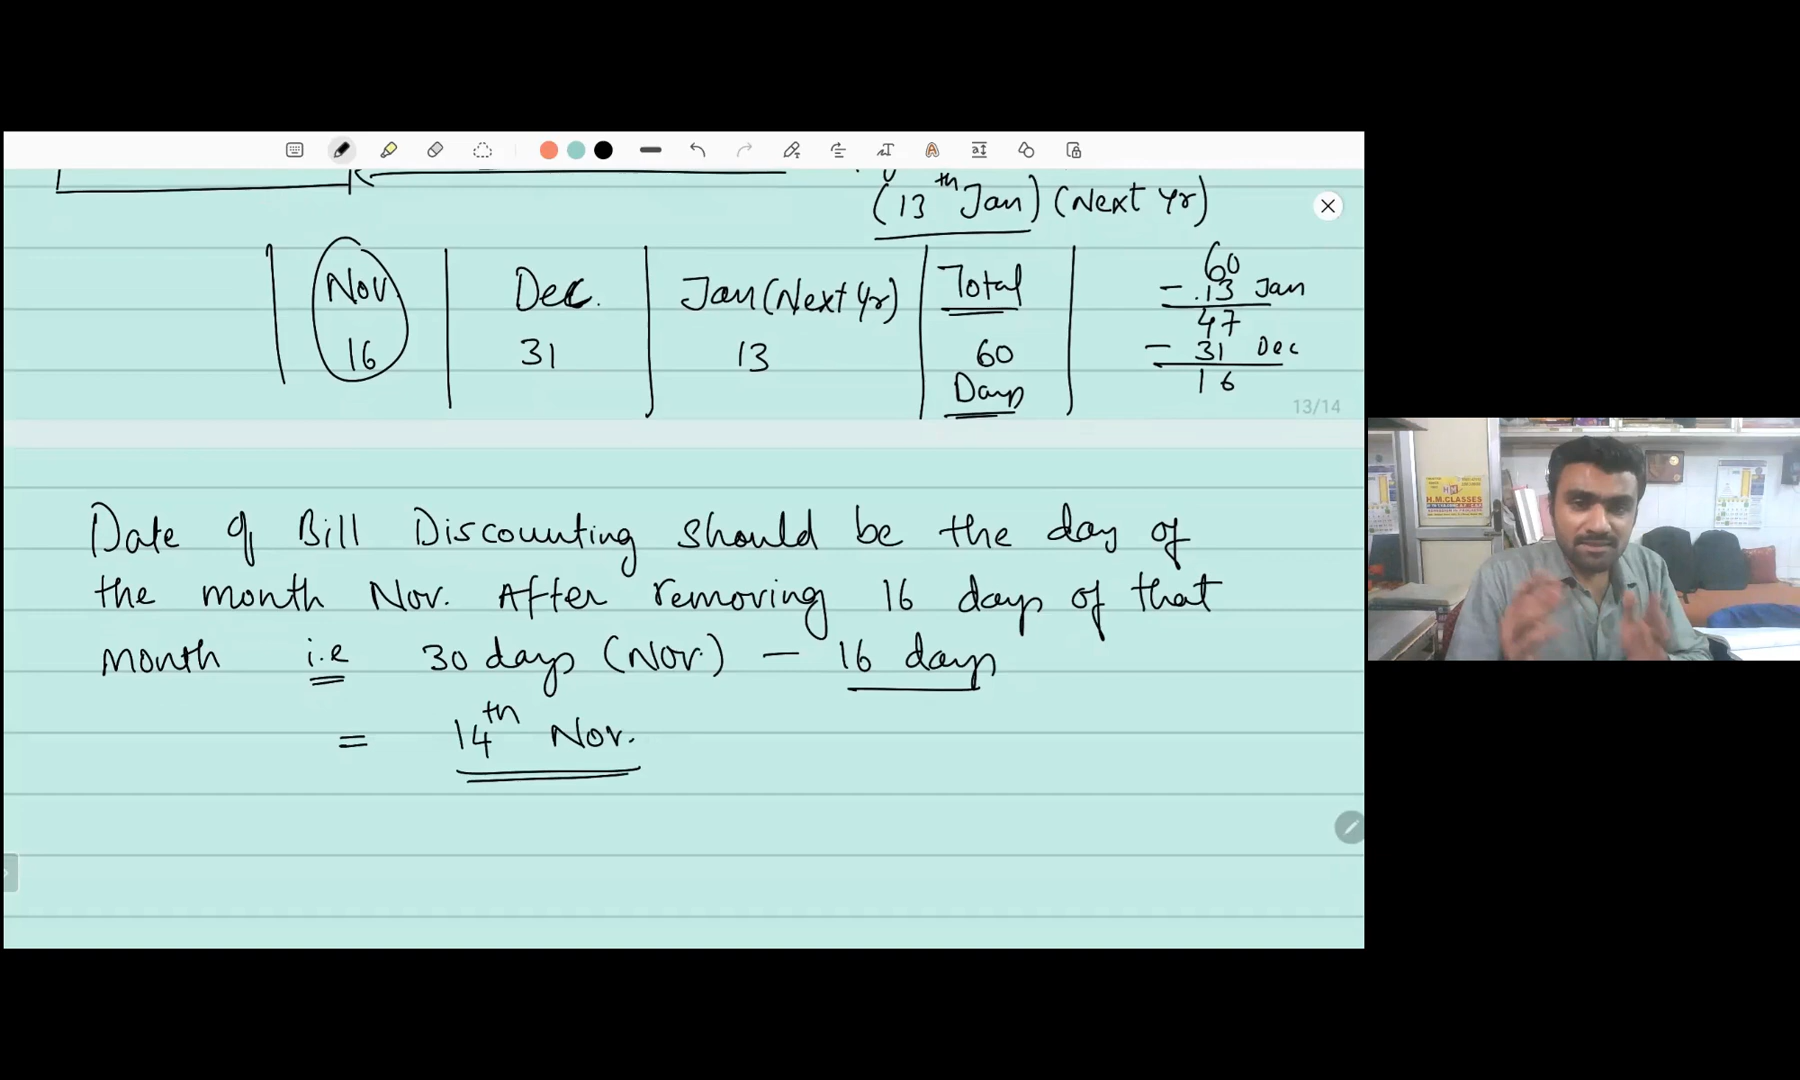 (13th Jan) (Next Yr)
Nov Dec. Jan (Next Yr) Total
16 31 13 60 Days
60
- 13 Jan
47
- 31 Dec
16
13/14
Date of Bill Discounting should be the day of
the month Nov. After removing 16 days of that
month i.e 30 days (Nov.) - 16 days
= 14th Nov.
H.M.CLASSES